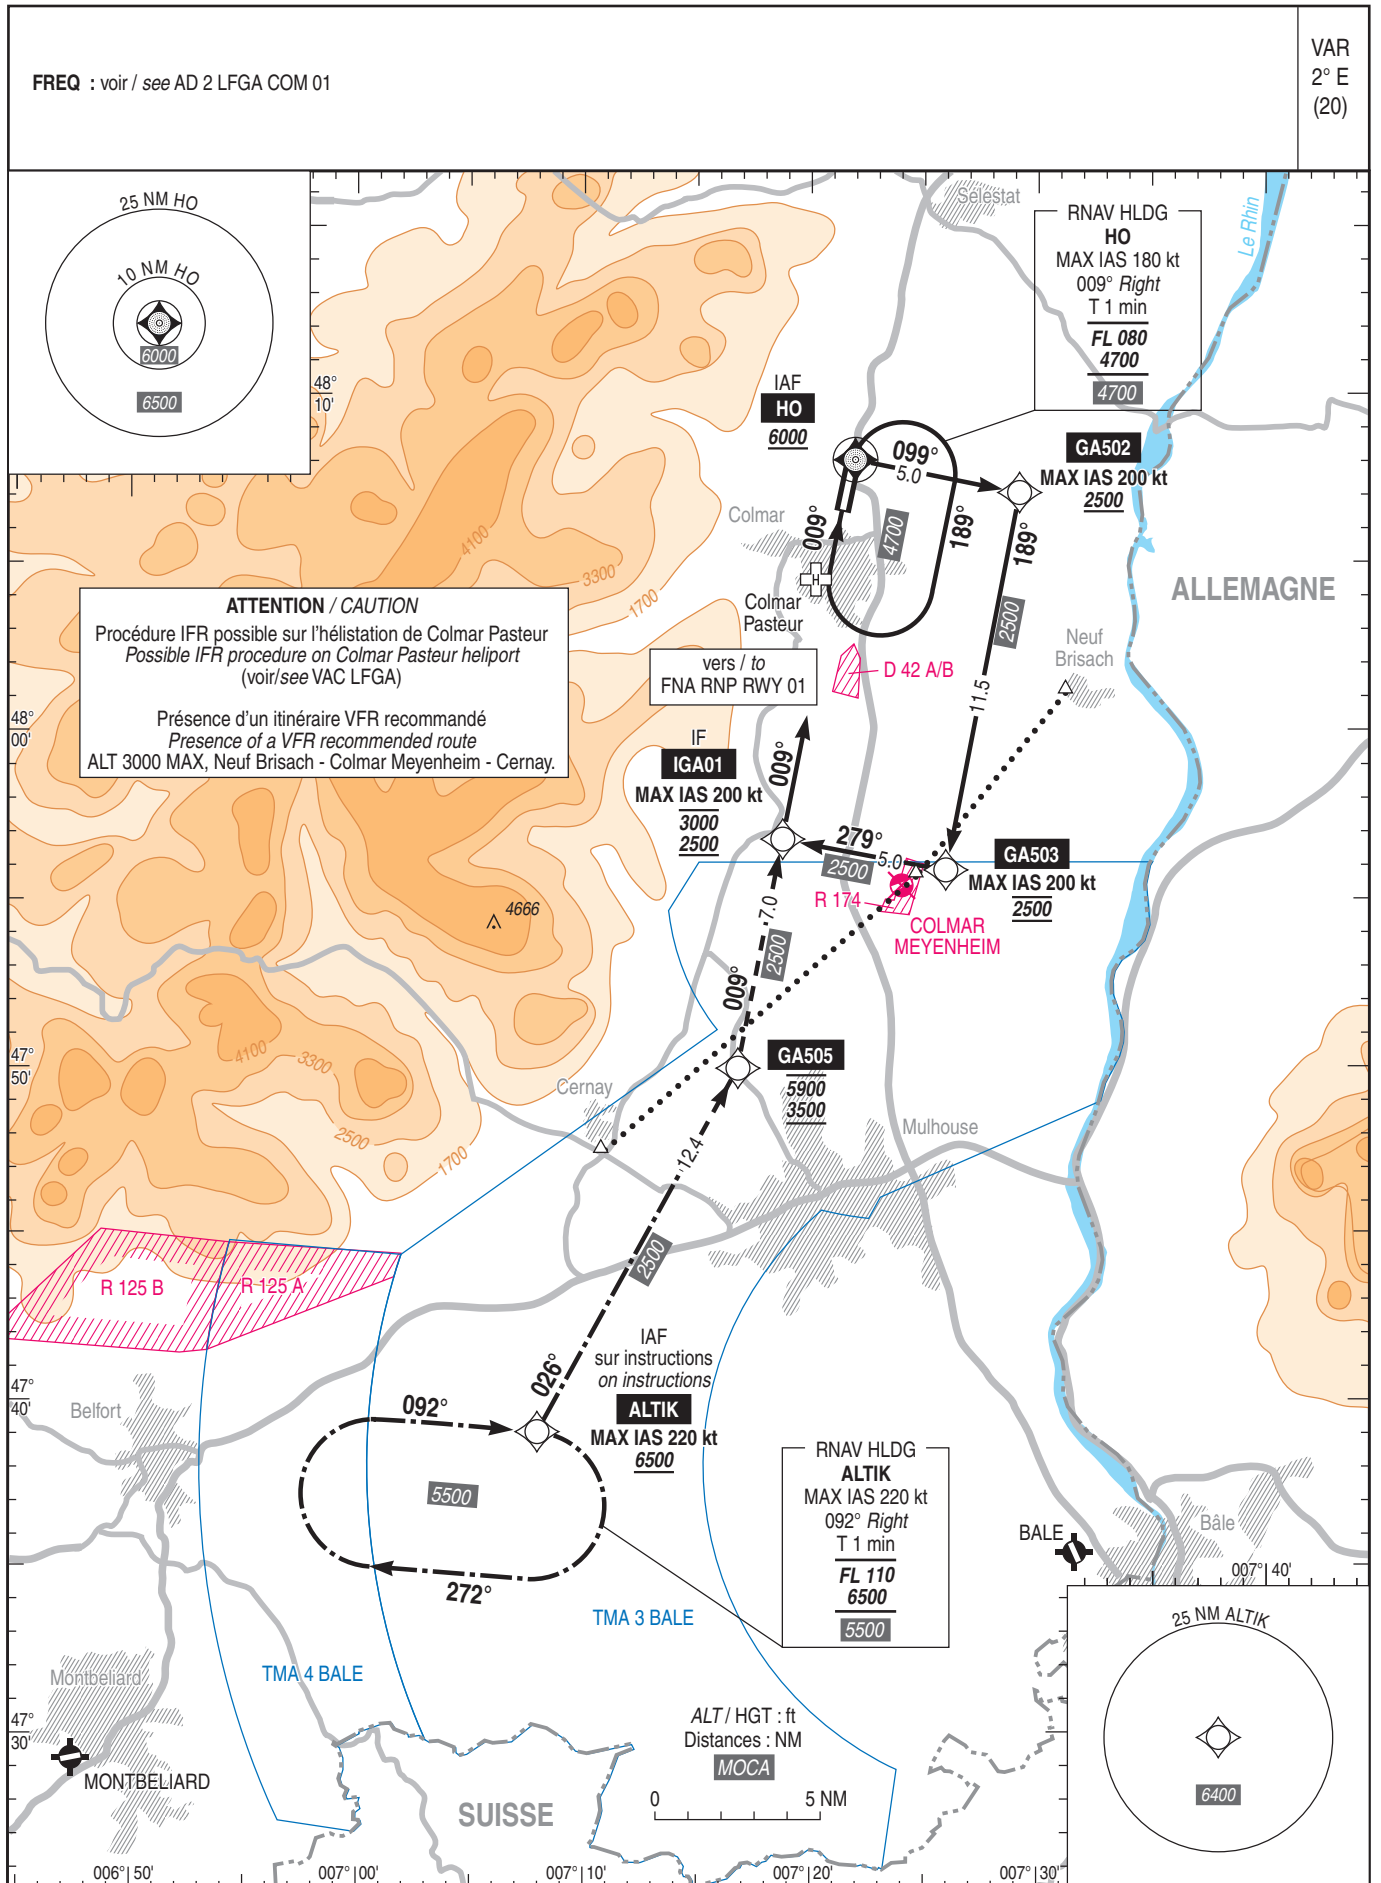 FREQ : voir / see AD 2 LFGA COM 01
VAR
2° E
(20)
25 NM HO
10 NM HO
6000
6500
Sélestat
Le Rhin
RNAV HLDG
HO
MAX IAS 180 kt
009° Right
T 1 min
FL 080
4700
4700
48°
10'
IAF
HO
6000
099°
5.0
GA502
MAX IAS 200 kt
2500
Colmar
009°
4700
189°
189°
4100
3300
1700
ALLEMAGNE
ATTENTION / CAUTION
Procédure IFR possible sur l'hélistation de Colmar Pasteur
Possible IFR procedure on Colmar Pasteur heliport
(voir/see VAC LFGA)
Présence d'un itinéraire VFR recommandé
Presence of a VFR recommended route
ALT 3000 MAX, Neuf Brisach - Colmar Meyenheim - Cernay.
H
Colmar
Pasteur
2500
Neuf
Brisach
vers / to
FNA RNP RWY 01
D 42 A/B
11.5
48°
00'
IF
IGA01
MAX IAS 200 kt
3000
2500
009°
279°
5.0
2500
GA503
MAX IAS 200 kt
2500
R 174
COLMAR
MEYENHEIM
7.0
4666
2500
009°
47°
50'
4100
3300
2500
1700
GA505
5900
3500
Cernay
Mulhouse
12.4
2500
R 125 B
R 125 A
IAF
sur instructions
on instructions
ALTIK
MAX IAS 220 kt
6500
026°
47°
40'
Belfort
092°
5500
272°
RNAV HLDG
ALTIK
MAX IAS 220 kt
092° Right
T 1 min
FL 110
6500
5500
BALE
Bâle
007° 40'
TMA 3 BALE
TMA 4 BALE
25 NM ALTIK
6400
Montbeliard
MONTBELIARD
47°
30'
ALT / HGT : ft
Distances : NM
MOCA
0
5 NM
SUISSE
006° 50'
007° 00'
007° 10'
007° 20'
007° 30'